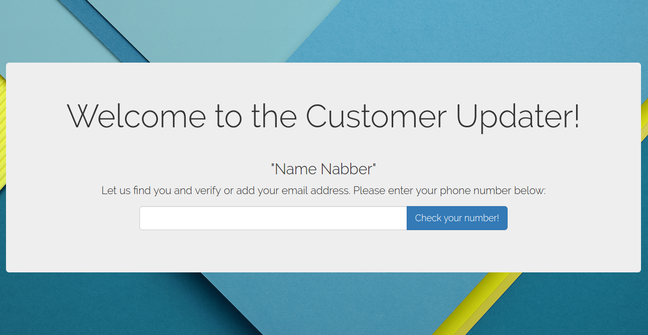 Welcome to the Customer Updater!
"Name Nabber"
Let us find you and verify or add your email address. Please enter your phone number below:
Check your number!